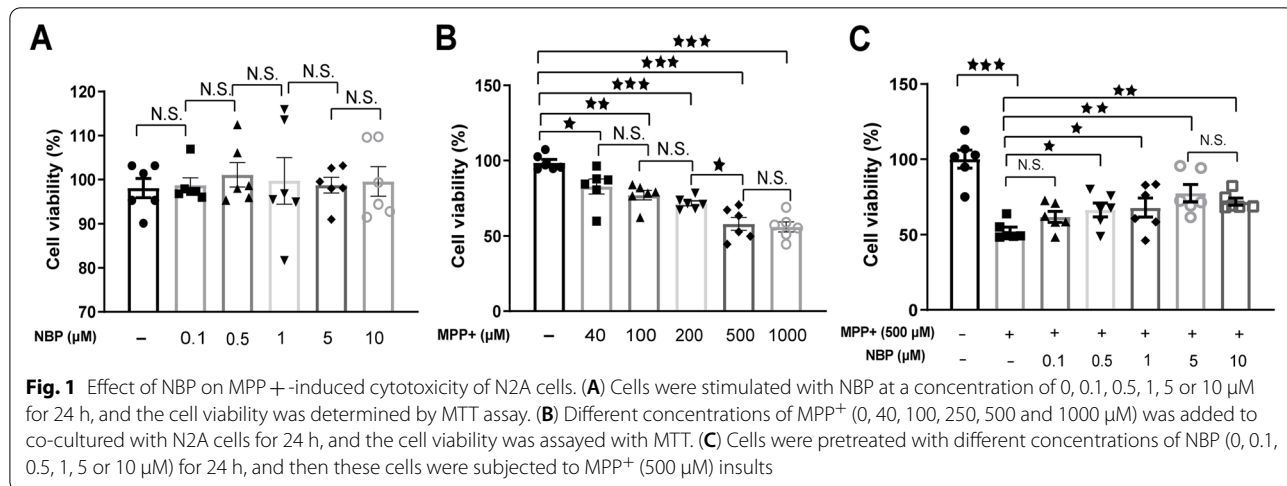 A
N.S.
N.S.
N.S.
N.S.
N.S.
120
110
100
90
80
70
Cell viability (%)
NBP (μM)
– 0.1 0.5 1 5 10
B
★★★
★★★
★★★
★★
★
N.S.
N.S.
★
N.S.
150
100
50
0
Cell viability (%)
MPP+ (μM)
– 40 100 200 500 1000
C
★★★
★★
★★
★
★
N.S.
N.S.
150
100
50
0
Cell viability (%)
MPP+ (500 μM) – + + + + + +
NBP (μM) – – 0.1 0.5 1 5 10
Fig. 1 Effect of NBP on MPP +-induced cytotoxicity of N2A cells. (A) Cells were stimulated with NBP at a concentration of 0, 0.1, 0.5, 1, 5 or 10 μM
for 24 h, and the cell viability was determined by MTT assay. (B) Different concentrations of MPP⁺ (0, 40, 100, 250, 500 and 1000 μM) was added to
co-cultured with N2A cells for 24 h, and the cell viability was assayed with MTT. (C) Cells were pretreated with different concentrations of NBP (0, 0.1,
0.5, 1, 5 or 10 μM) for 24 h, and then these cells were subjected to MPP⁺ (500 μM) insults